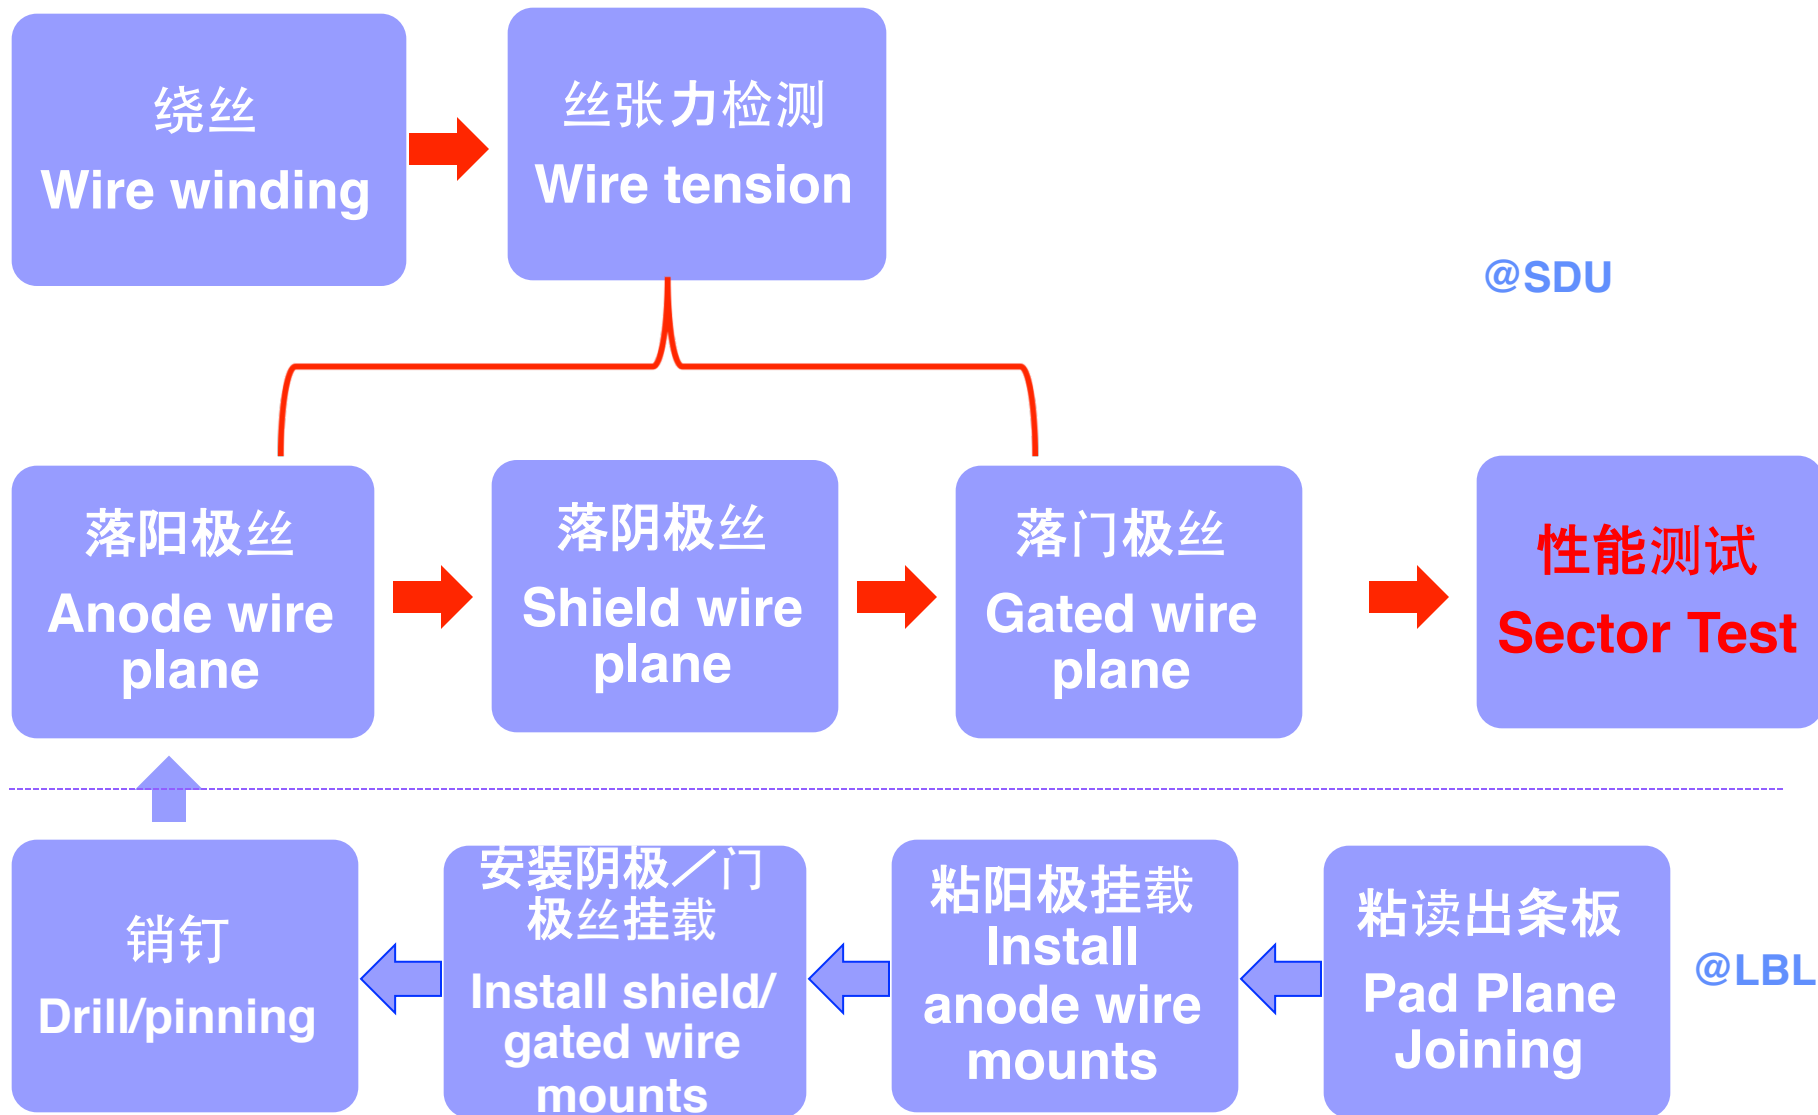 绕丝
Wire winding
丝张力检测
Wire tension
@SDU
落阳极丝
Anode wire
plane
落阴极丝
Shield wire
plane
落门极丝
Gated wire
plane
性能测试
Sector Test
销钉
Drill/pinning
安装阴极／门
极丝挂载
Install shield/
gated wire
mounts
粘阳极挂载
Install
anode wire
mounts
粘读出条板
Pad Plane
Joining
@LBL